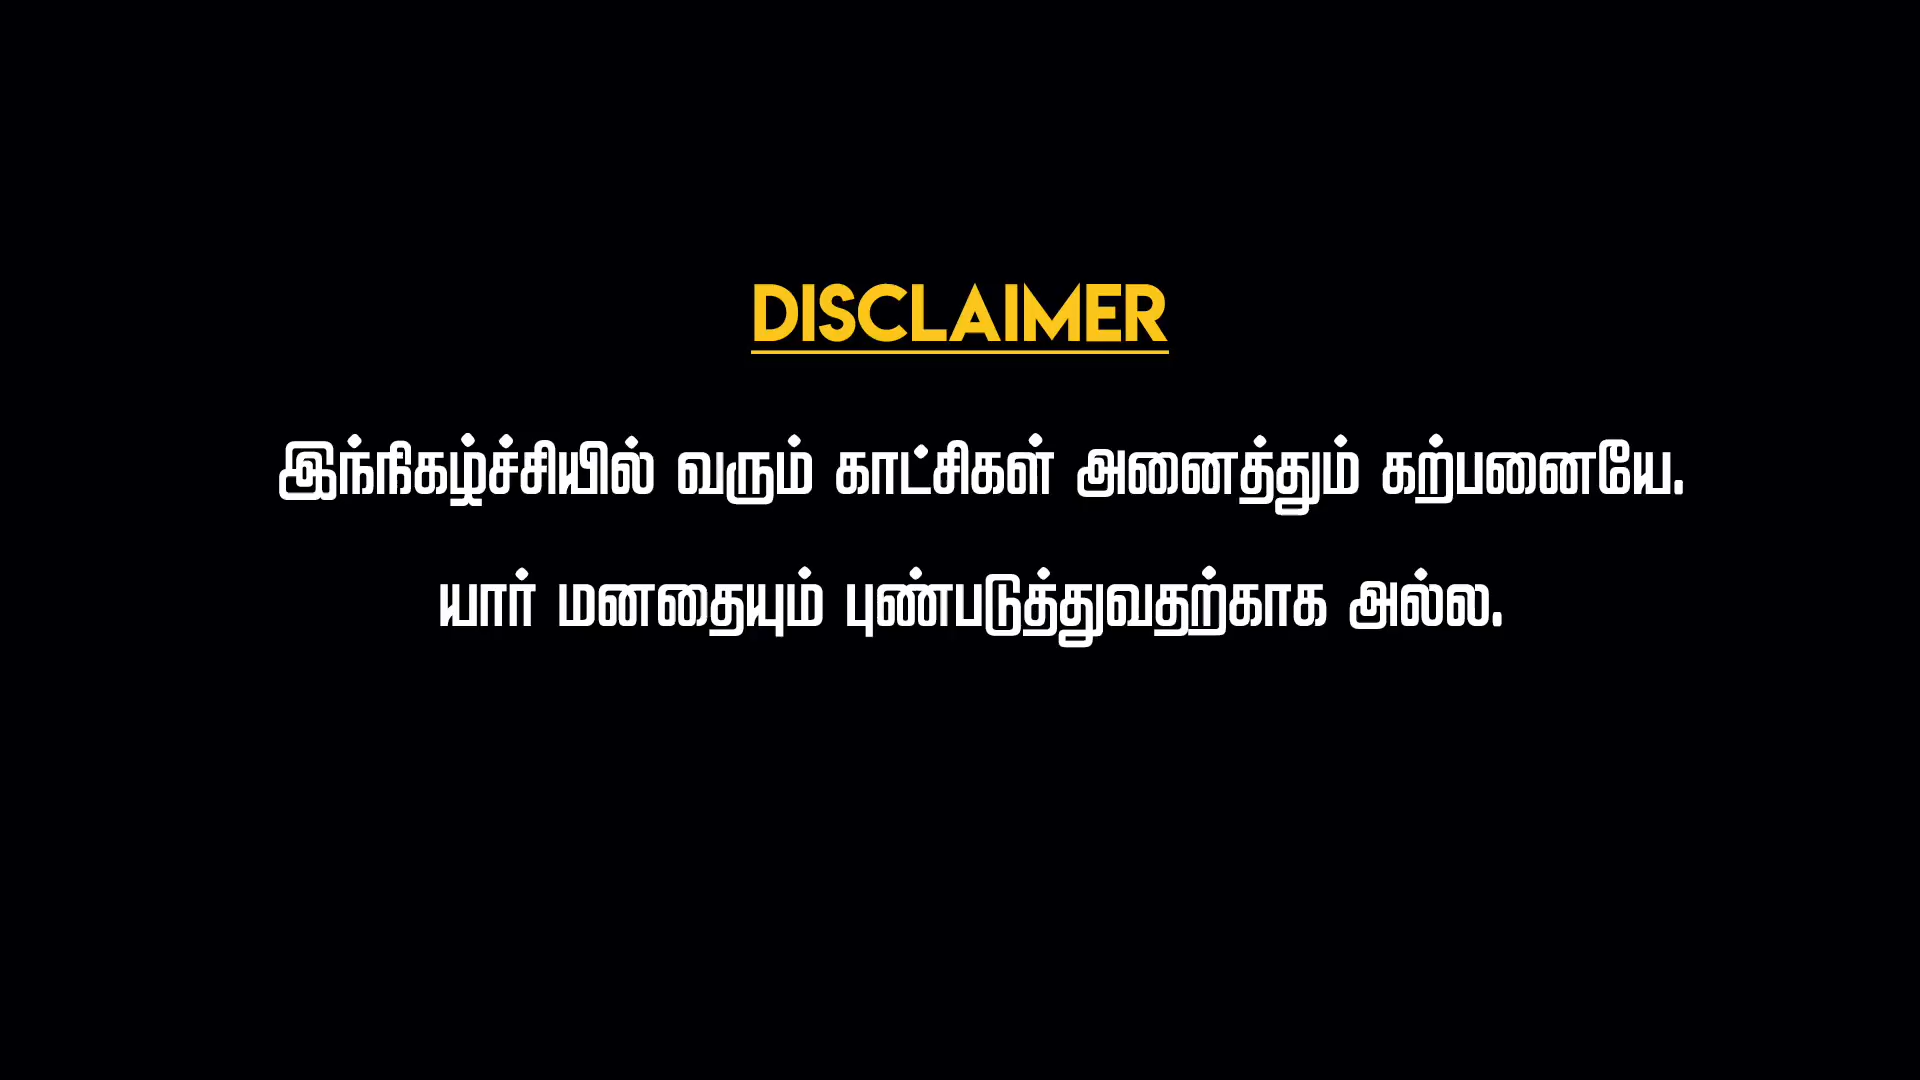 DISCLAIMER
இந்நிகழ்ச்சியில் வரும் காட்சிகள் அனைத்தும் கற்பனையே.
யார் மனதையும் புண்படுத்துவதற்காக அல்ல.